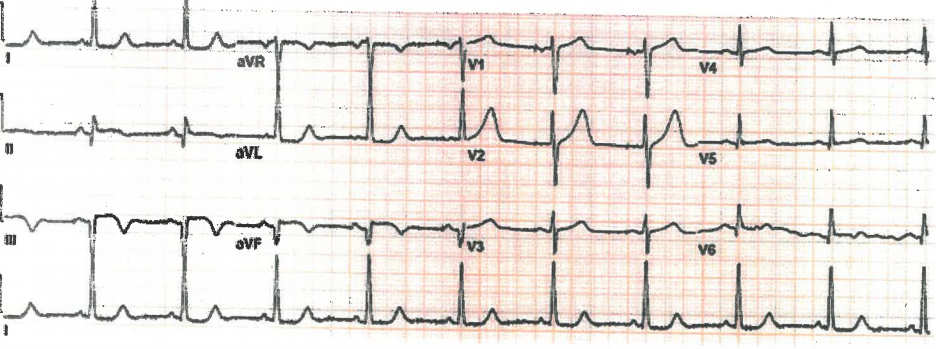 I aVR V1 V4
II aVL V2 V5
III aVF V3 V6
I